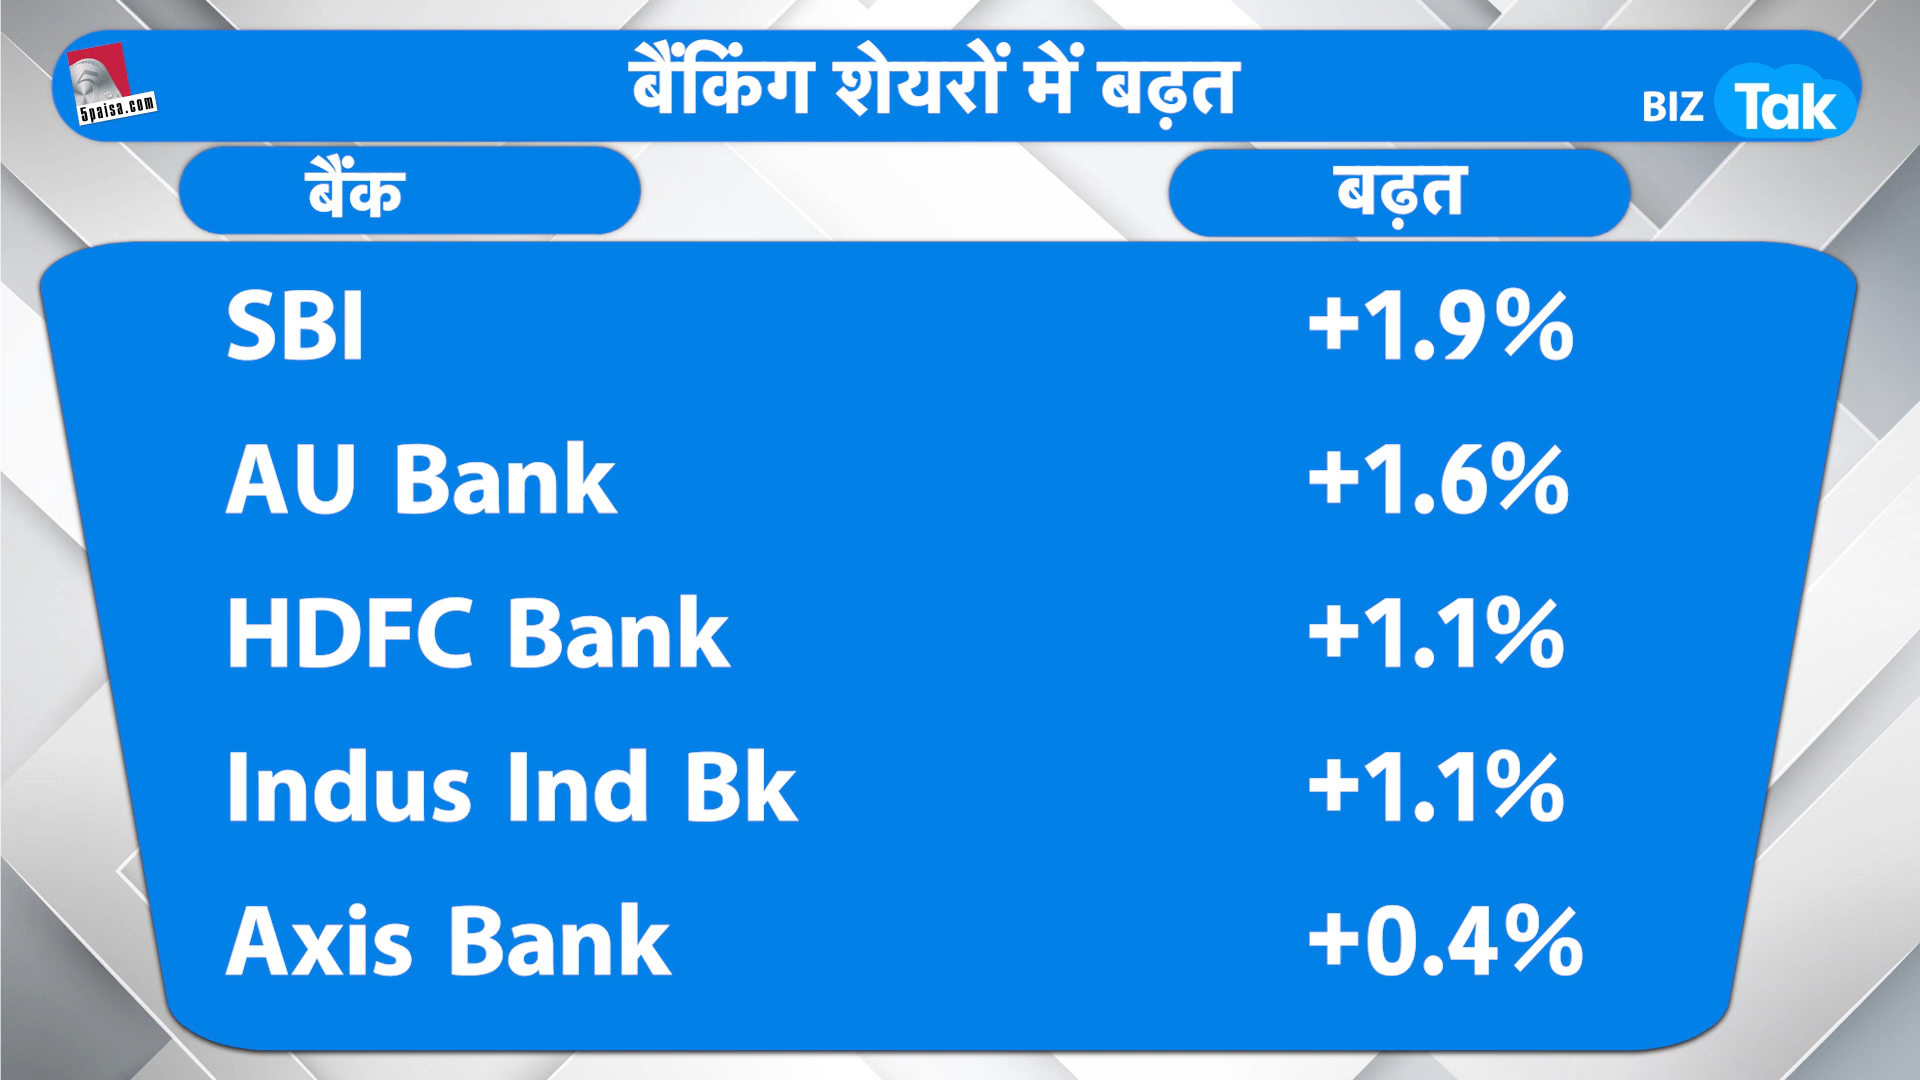 बैंकिंग शेयरों में बढ़त
5paisa.com
BIZ Tak
बैंक बढ़त
SBI +1.9%
AU Bank +1.6%
HDFC Bank +1.1%
Indus Ind Bk +1.1%
Axis Bank +0.4%